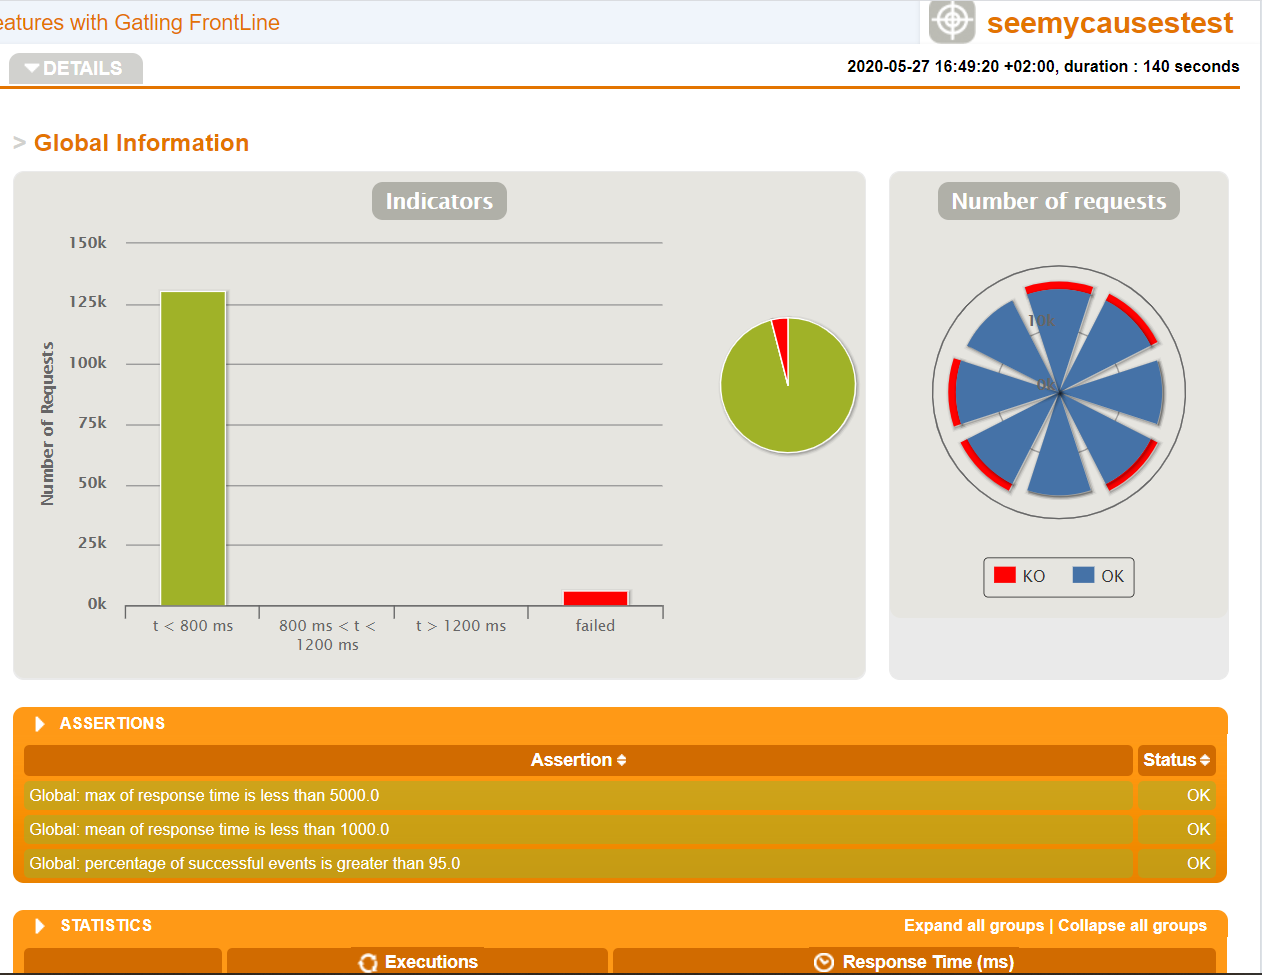 eatures with Gatling FrontLine
seemycausestest
DETAILS
2020-05-27 16:49:20 +02:00, duration : 140 seconds
> Global Information
Indicators
150k
125k
100k
75k
50k
25k
0k
Number of Requests
t < 800 ms
800 ms < t <
1200 ms
t > 1200 ms
failed
Number of requests
10k
0k
KO
OK
ASSERTIONS
Assertion
Status
Global: max of response time is less than 5000.0
OK
Global: mean of response time is less than 1000.0
OK
Global: percentage of successful events is greater than 95.0
OK
STATISTICS
Expand all groups | Collapse all groups
Executions
Response Time (ms)